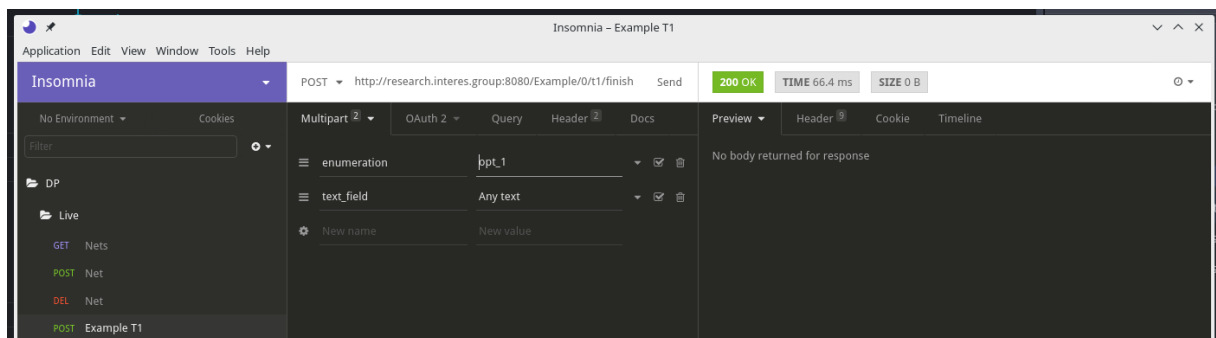 Insomnia – Example T1
Application Edit View Window Tools Help
Insomnia
POST http://research.interes.group:8080/Example/0/t1/finish Send
200 OK TIME 66.4 ms SIZE 0 B
No Environment Cookies
Multipart 2 OAuth 2 Query Header 2 Docs
Preview Header 9 Cookie Timeline
Filter
enumeration opt_1
No body returned for response
DP
text_field Any text
Live
New name New value
GET Nets
POST Net
DEL Net
POST Example T1